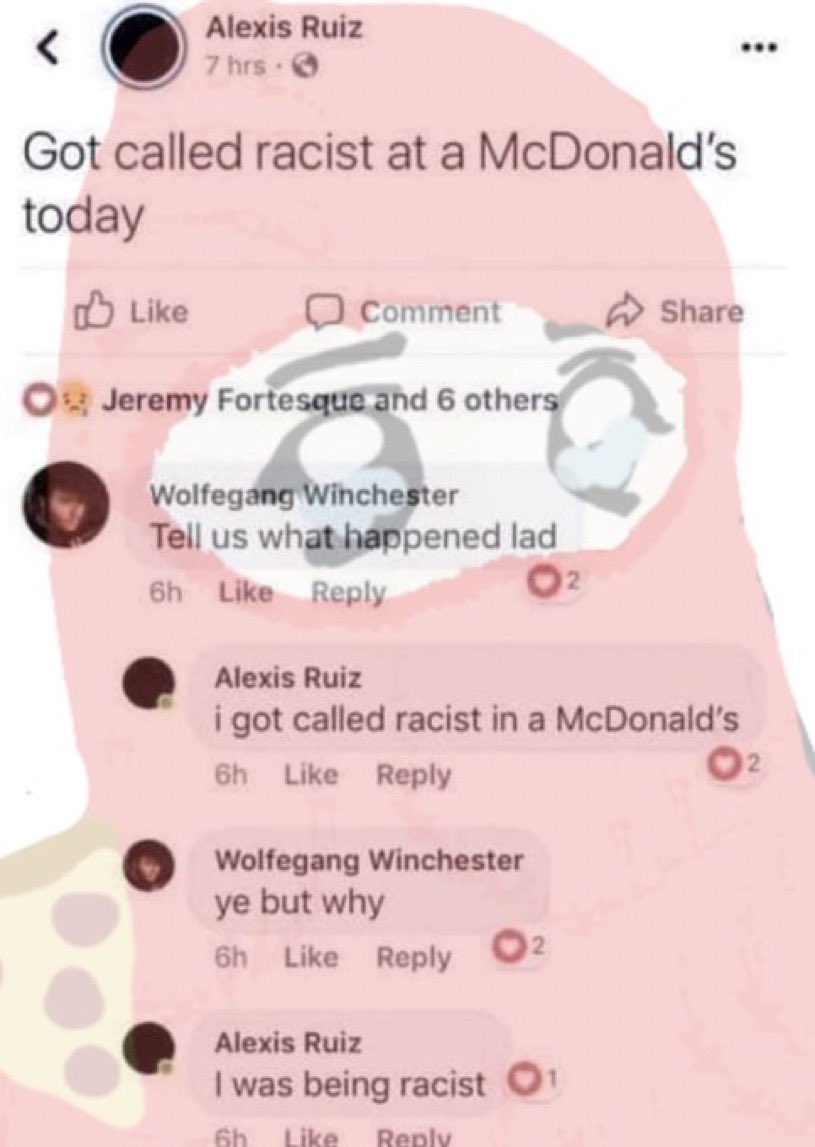 Alexis Ruiz
7 hrs ·
Got called racist at a McDonald's
today
Like Comment Share
Jeremy Fortesque and 6 others
Wolfegang Winchester
Tell us what happened lad
6h Like Reply 2
Alexis Ruiz
i got called racist in a McDonald's
6h Like Reply 2
Wolfegang Winchester
ye but why
6h Like Reply 2
Alexis Ruiz
I was being racist 1
6h Like Reply